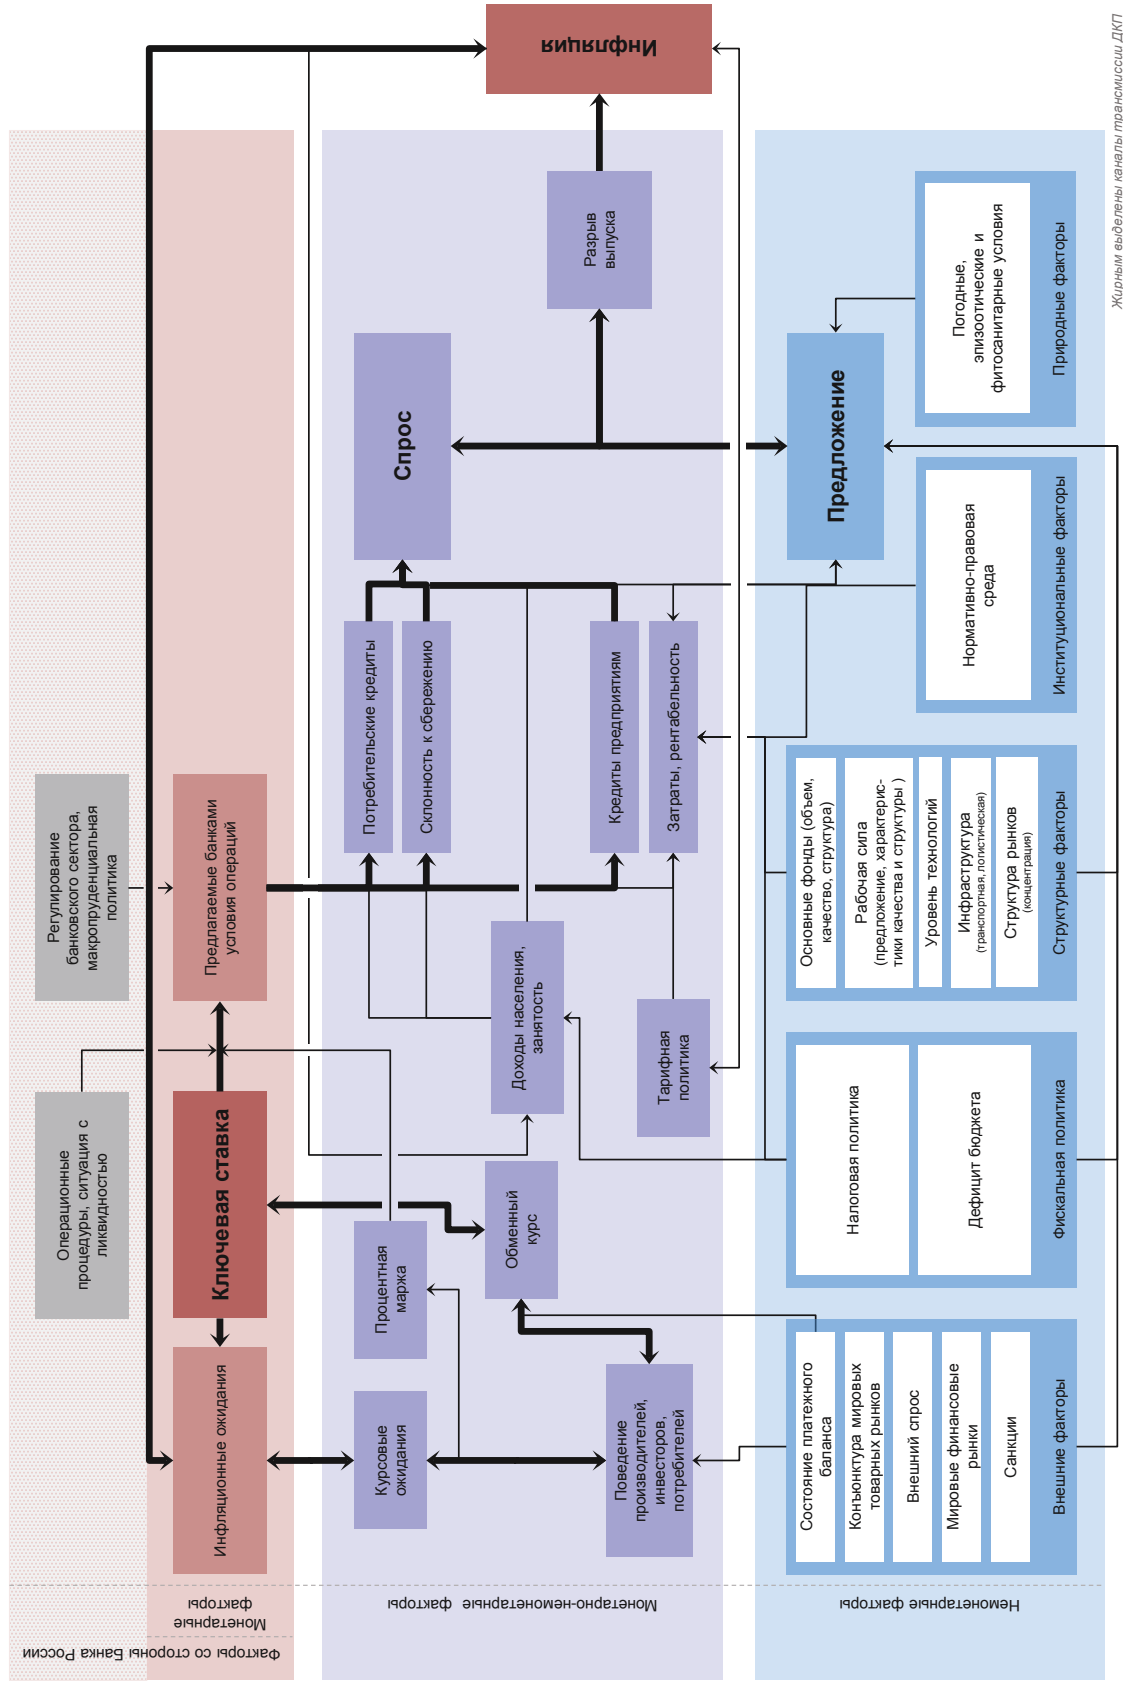 Факторы со стороны Банка России
Монетарные
факторы
Монетарно-немонетарные факторы
Немонетарные факторы
Операционные
процедуры, ситуация с
ликвидностью
Регулирование
банковского сектора,
макропруденциальная
политика
Инфляционные ожидания
Ключевая ставка
Предлагаемые банками
условия операций
Инфляция
Курсовые
ожидания
Процентная
маржа
Потребительские кредиты
Склонность к сбережению
Спрос
Обменный
курс
Доходы населения,
занятость
Разрыв
выпуска
Поведение
производителей,
инвесторов,
потребителей
Тарифная
политика
Кредиты предприятиям
Затраты, рентабельность
Предложение
Состояние платежного
баланса
Конъюнктура мировых
товарных рынков
Внешний спрос
Мировые финансовые
рынки
Санкции
Внешние факторы
Налоговая политика
Дефицит бюджета
Фискальная политика
Основные фонды (объем,
качество, структура)
Рабочая сила
(предложение, характерис-
тики качества и структуры )
Уровень технологий
Инфраструктура
(транспортная, логистическая)
Структура рынков
(концентрация)
Структурные факторы
Нормативно-правовая
среда
Институциональные факторы
Погодные,
эпизоотические и
фитосанитарные условия
Природные факторы
Жирным выделены каналы трансмиссии ДКП